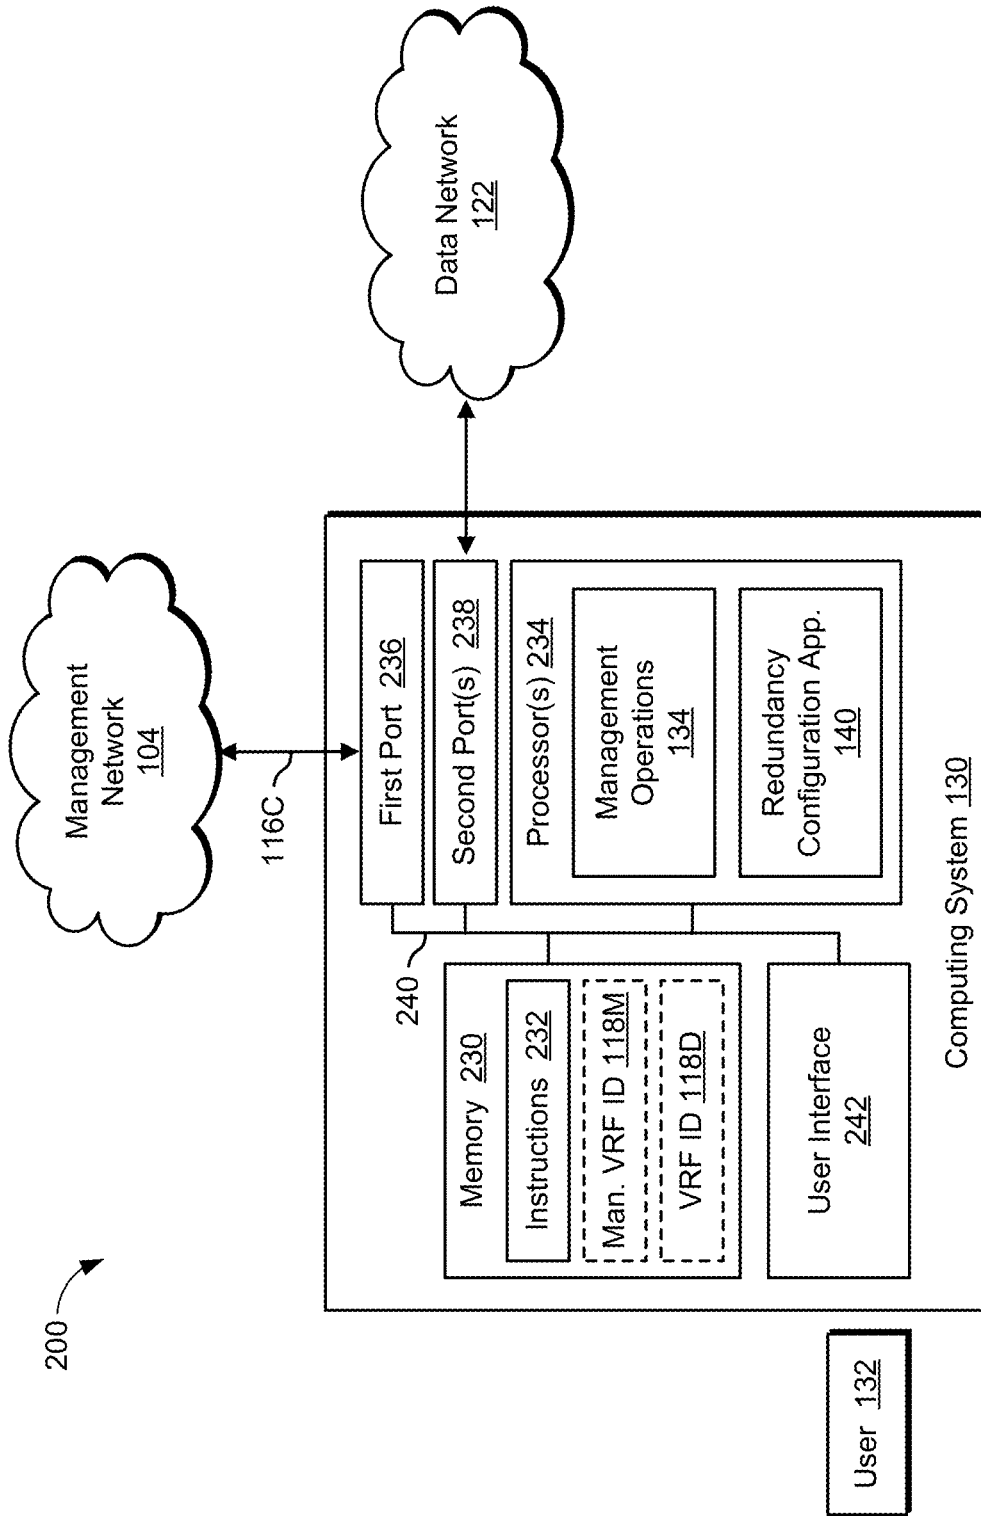 200
Management
Network
104
116C
Data Network
122
240
First Port 236
Second Port(s) 238
Processor(s) 234
Management
Operations
134
Redundancy
Configuration App.
140
Memory 230
Instructions 232
Man. VRF ID 118M
VRF ID 118D
User Interface
242
Computing System 130
User 132